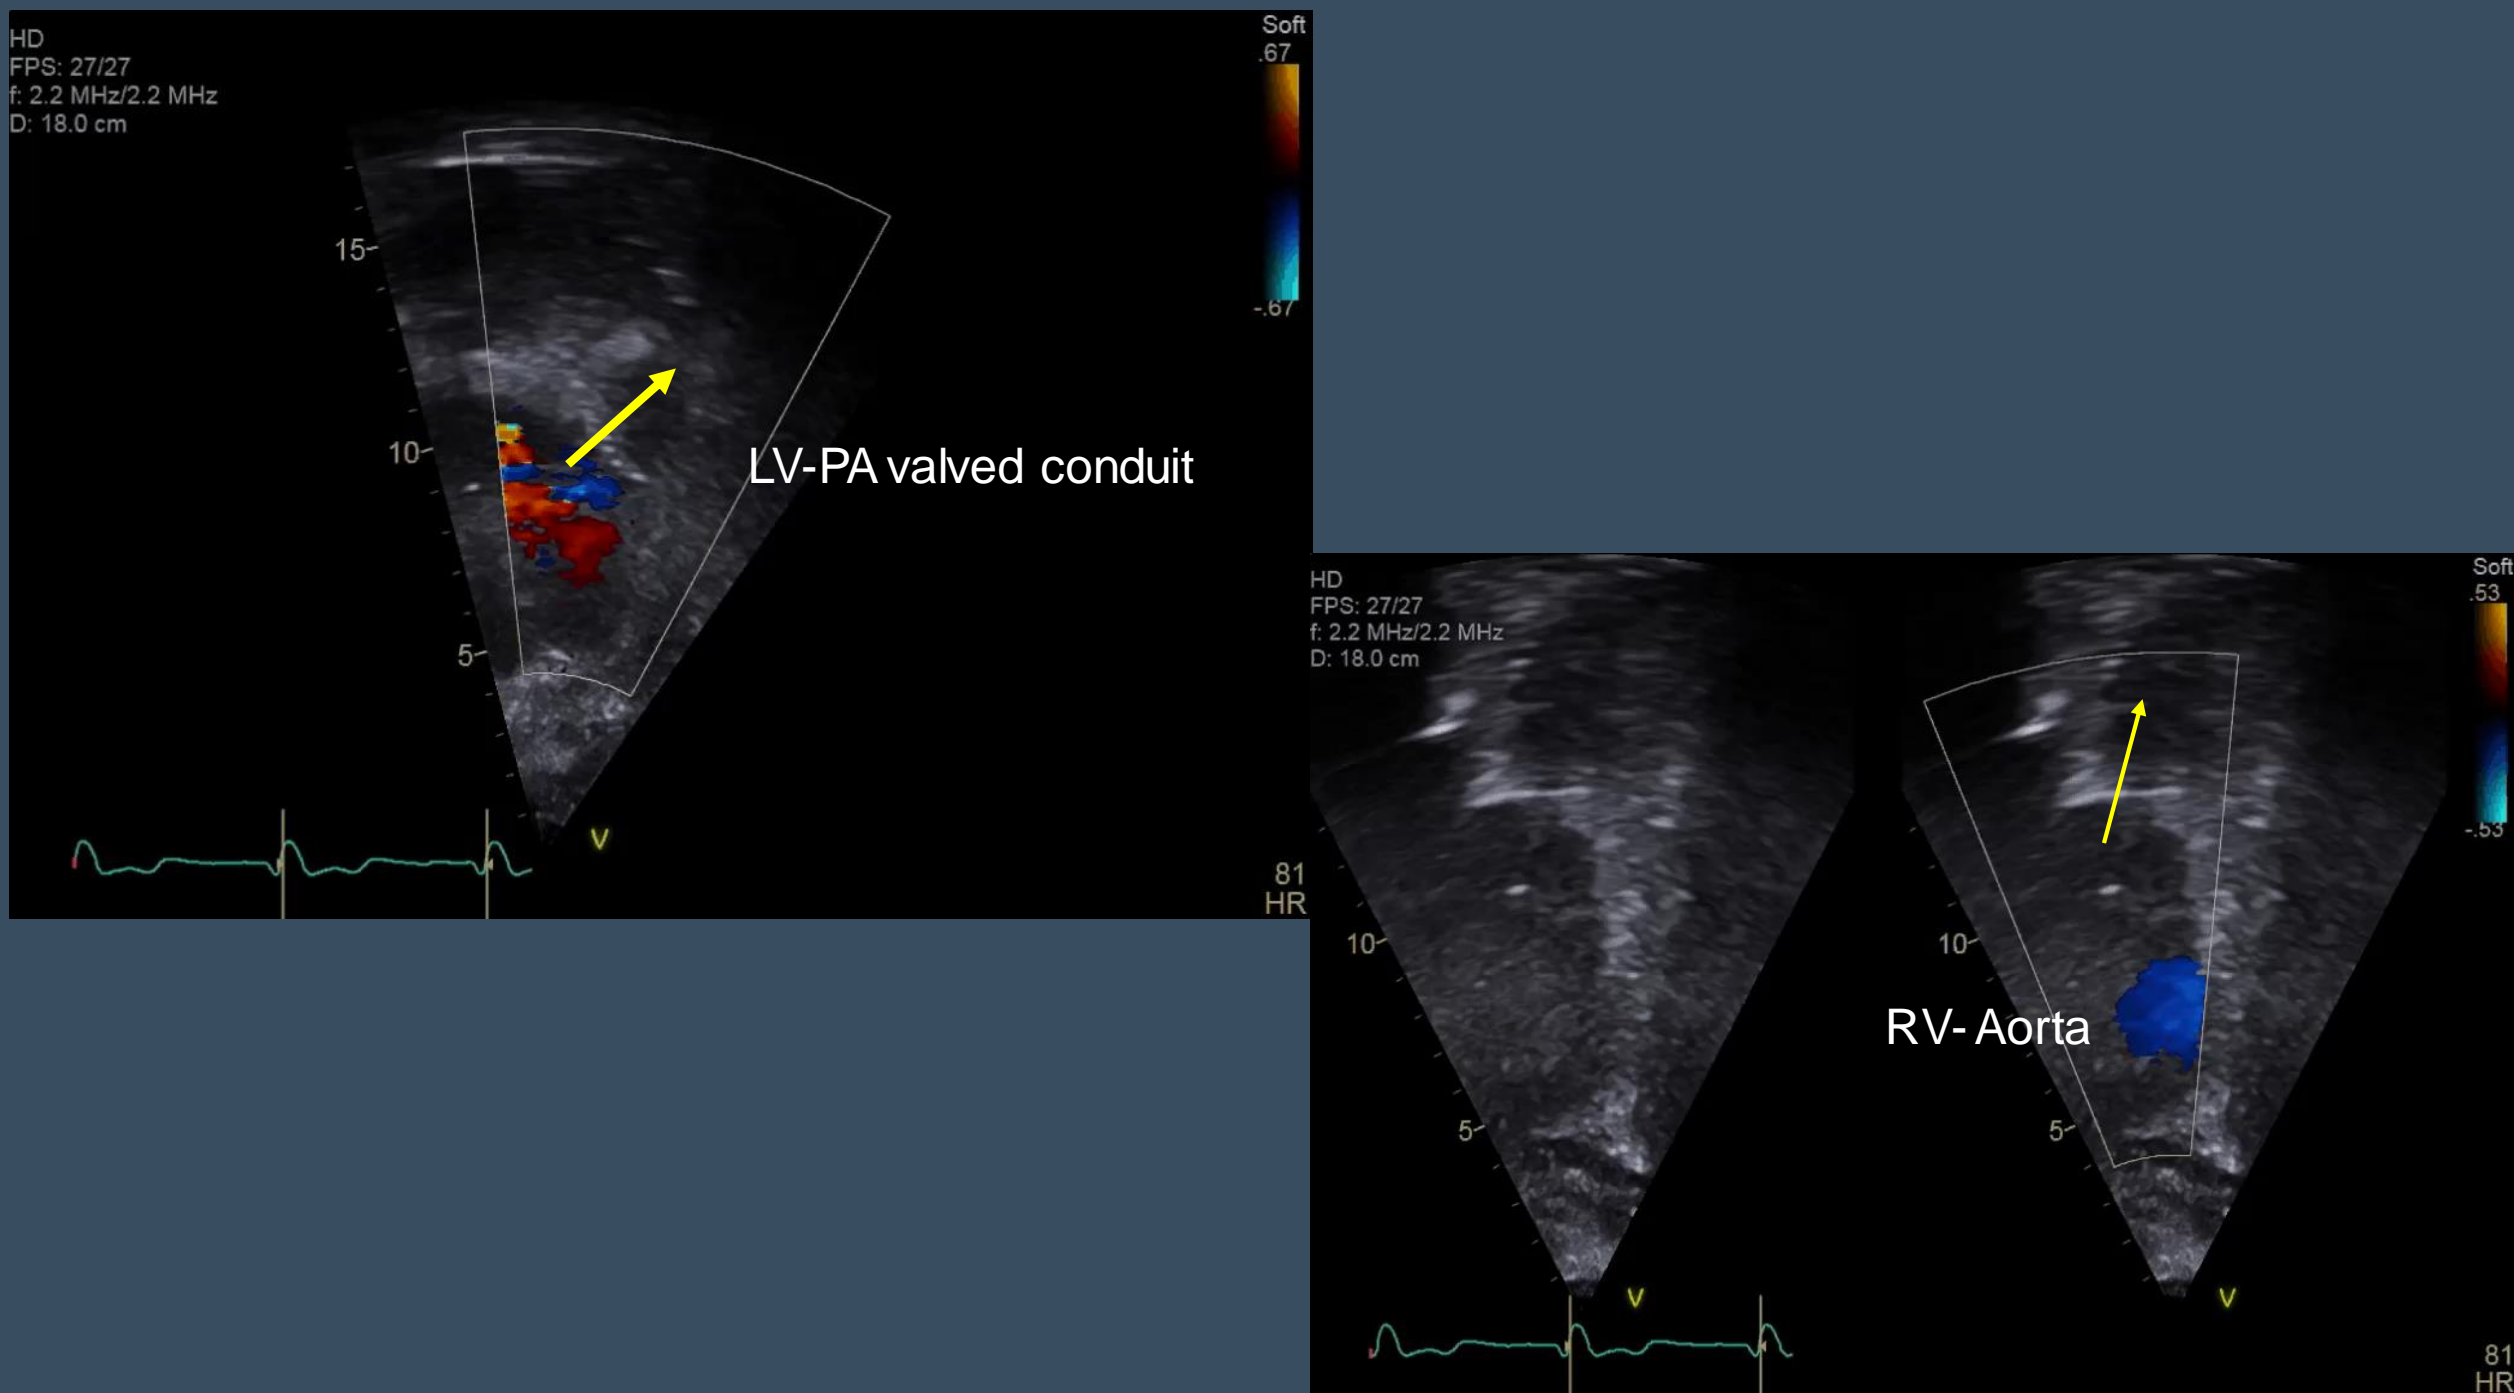 HD
FPS: 27/27
f: 2.2 MHz/2.2 MHz
D: 18.0 cm
Soft
.67
-.67
15
10
5
LV-PA valved conduit
V
81
HR
HD
FPS: 27/27
f: 2.2 MHz/2.2 MHz
D: 18.0 cm
Soft
.53
-.53
10
5
10
5
RV- Aorta
V
V
81
HR